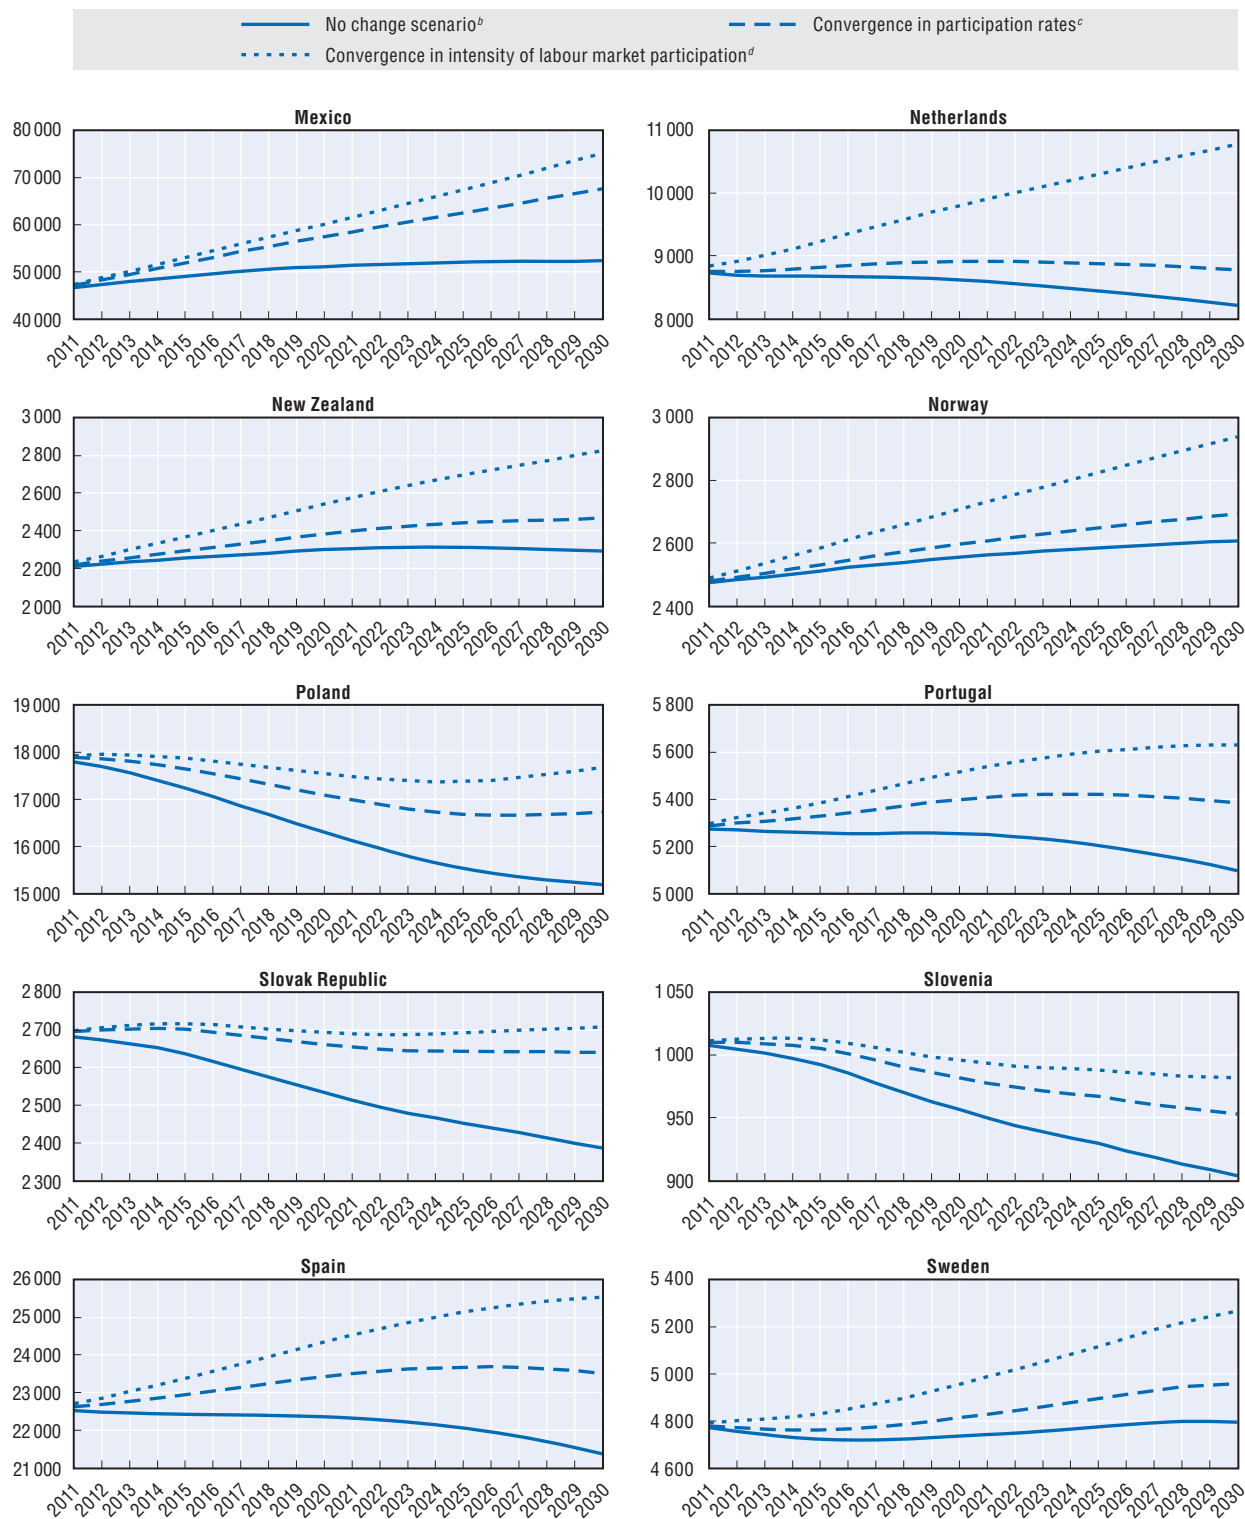 No change scenariob
Convergence in participation ratesc
Convergence in intensity of labour market participationd
Mexico
80 000
70 000
60 000
50 000
40 000
2011 2012 2013 2014 2015 2016 2017 2018 2019 2020 2021 2022 2023 2024 2025 2026 2027 2028 2029 2030
Netherlands
11 000
10 000
9 000
8 000
2011 2012 2013 2014 2015 2016 2017 2018 2019 2020 2021 2022 2023 2024 2025 2026 2027 2028 2029 2030
New Zealand
3 000
2 800
2 600
2 400
2 200
2 000
2011 2012 2013 2014 2015 2016 2017 2018 2019 2020 2021 2022 2023 2024 2025 2026 2027 2028 2029 2030
Norway
3 000
2 800
2 600
2 400
2011 2012 2013 2014 2015 2016 2017 2018 2019 2020 2021 2022 2023 2024 2025 2026 2027 2028 2029 2030
Poland
19 000
18 000
17 000
16 000
15 000
2011 2012 2013 2014 2015 2016 2017 2018 2019 2020 2021 2022 2023 2024 2025 2026 2027 2028 2029 2030
Portugal
5 800
5 600
5 400
5 200
5 000
2011 2012 2013 2014 2015 2016 2017 2018 2019 2020 2021 2022 2023 2024 2025 2026 2027 2028 2029 2030
Slovak Republic
2 800
2 700
2 600
2 500
2 400
2 300
2011 2012 2013 2014 2015 2016 2017 2018 2019 2020 2021 2022 2023 2024 2025 2026 2027 2028 2029 2030
Slovenia
1 050
1 000
950
900
2011 2012 2013 2014 2015 2016 2017 2018 2019 2020 2021 2022 2023 2024 2025 2026 2027 2028 2029 2030
Spain
26 000
25 000
24 000
23 000
22 000
21 000
2011 2012 2013 2014 2015 2016 2017 2018 2019 2020 2021 2022 2023 2024 2025 2026 2027 2028 2029 2030
Sweden
5 400
5 200
5 000
4 800
4 600
2011 2012 2013 2014 2015 2016 2017 2018 2019 2020 2021 2022 2023 2024 2025 2026 2027 2028 2029 2030